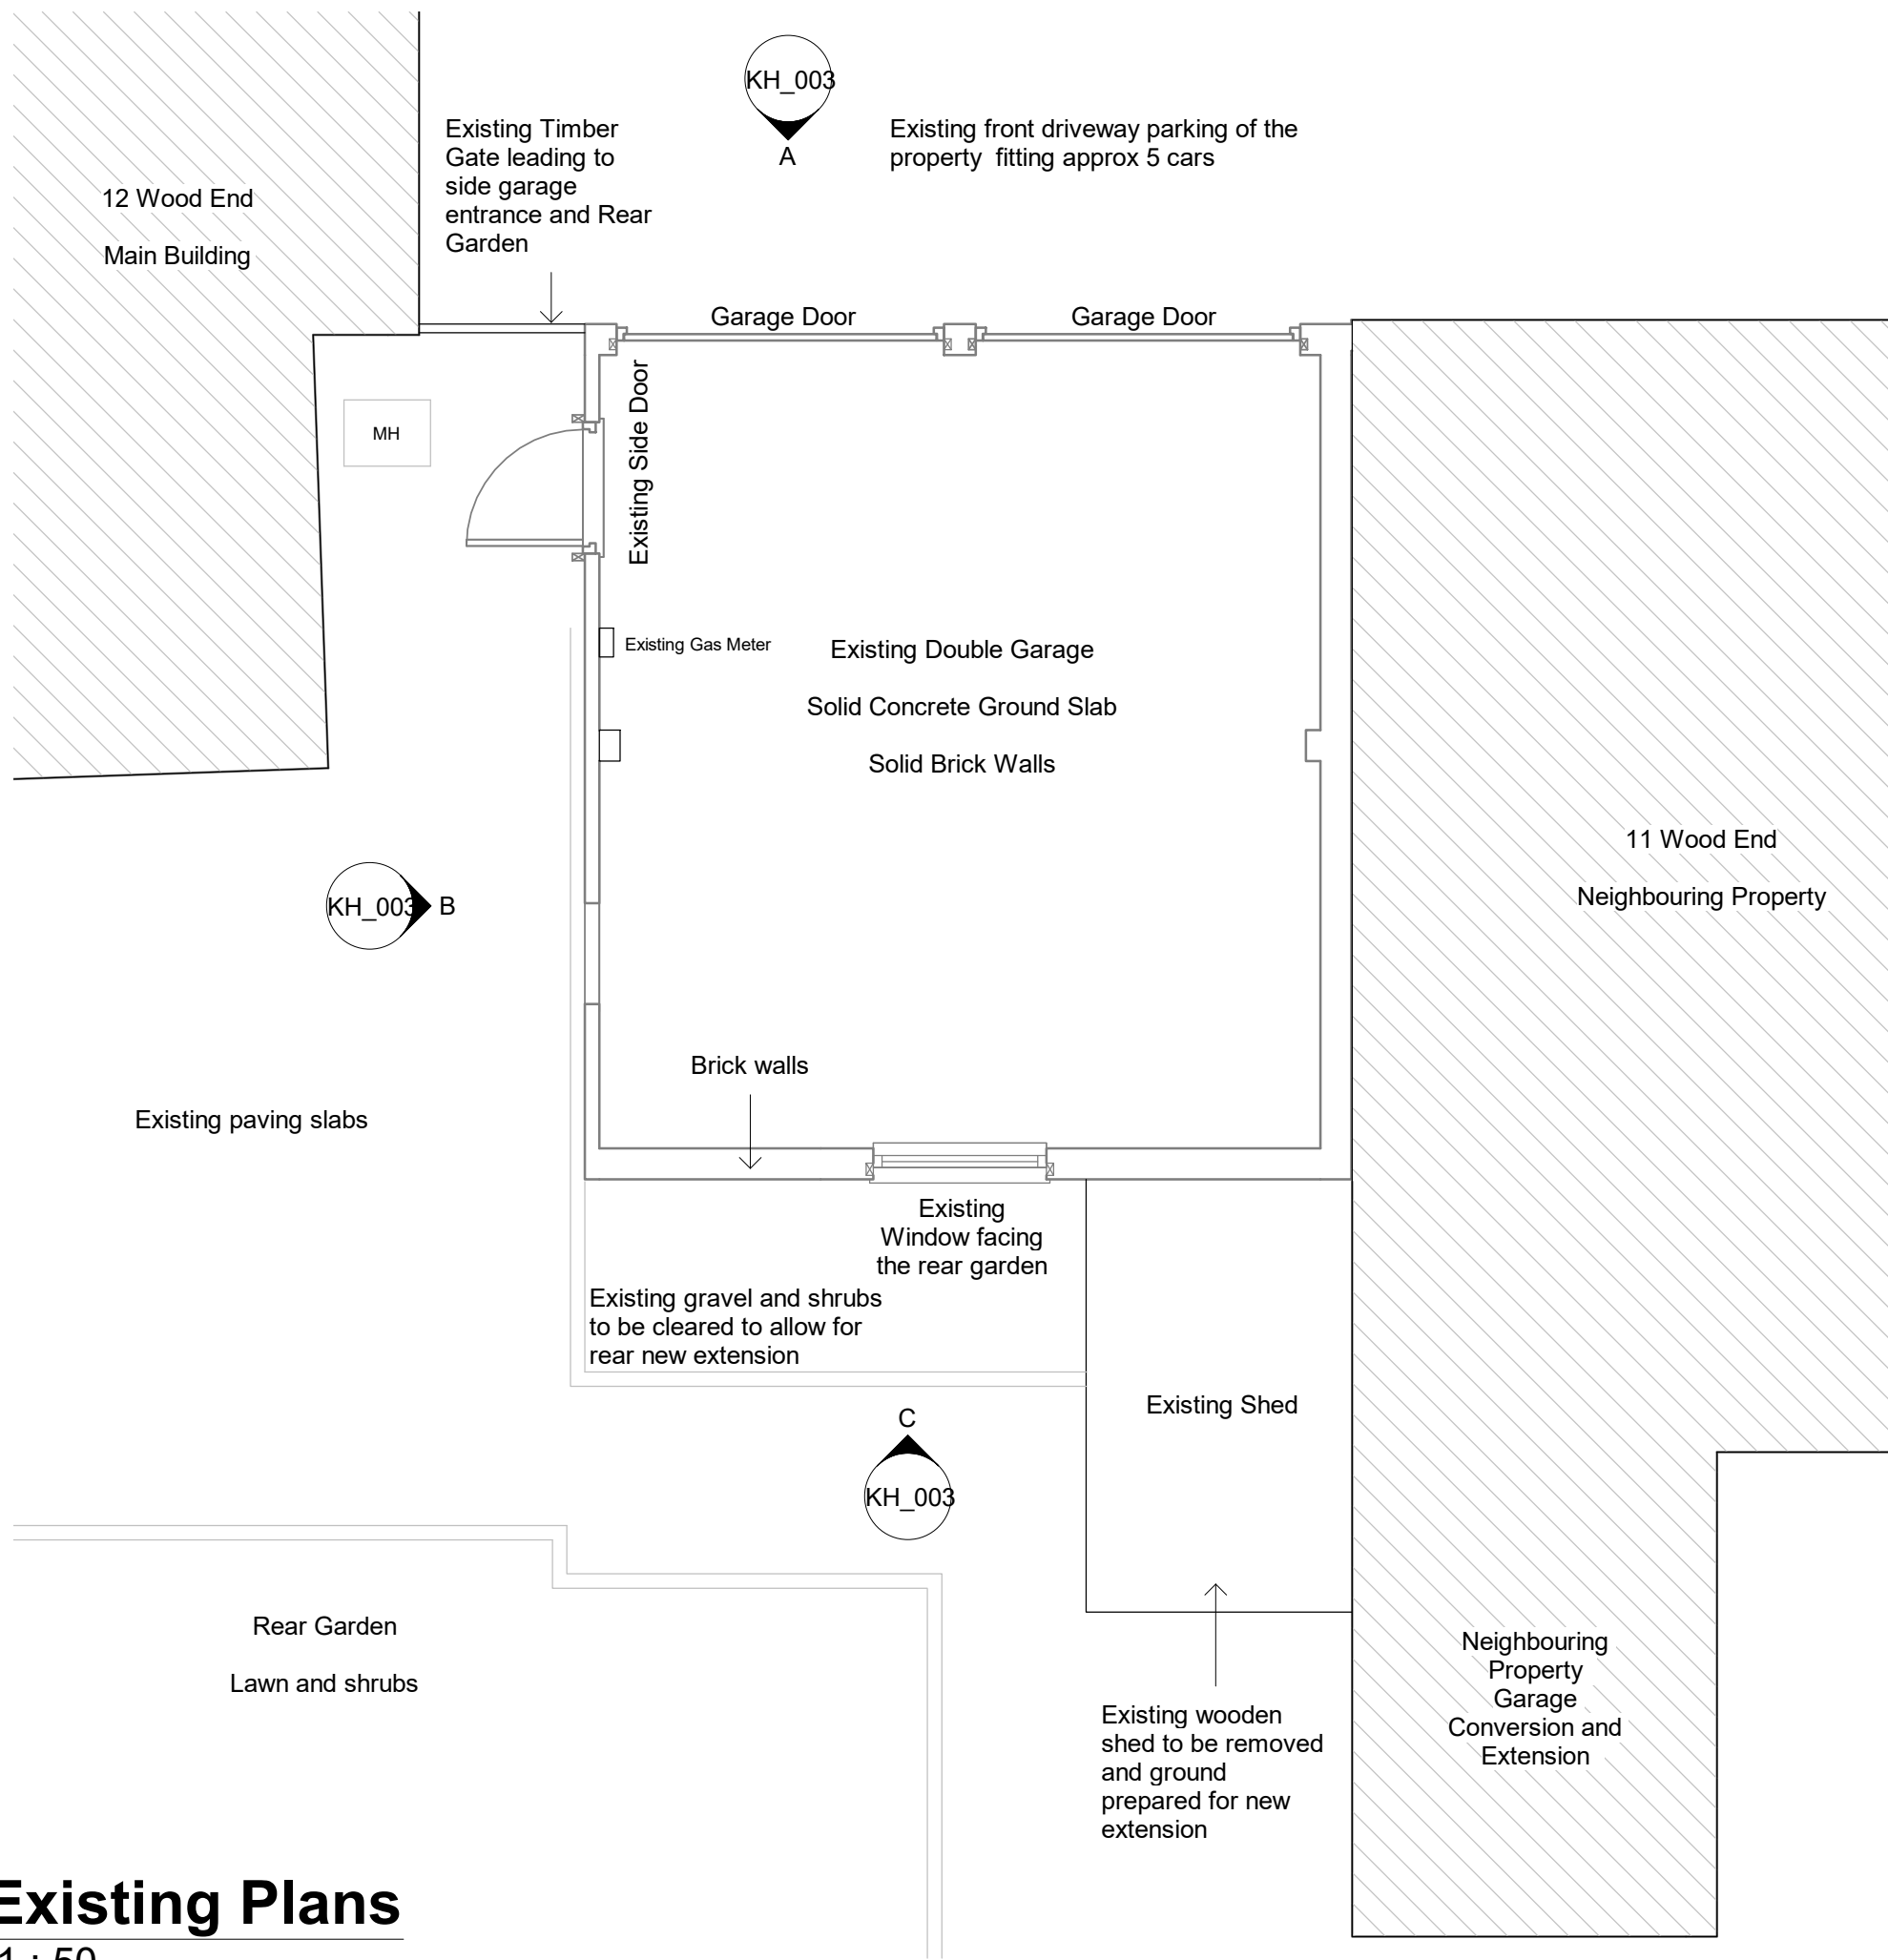 KH_003
A
Existing Timber
Gate leading to
side garage
entrance and Rear
Garden
Existing front driveway parking of the
property  fitting approx 5 cars
12 Wood End
Main Building
Garage Door
Garage Door
MH
Existing Side Door
Existing Gas Meter
Existing Double Garage
Solid Concrete Ground Slab
Solid Brick Walls
11 Wood End
Neighbouring Property
KH_003
B
Brick walls
Existing paving slabs
Existing
Window facing
the rear garden
Existing gravel and shrubs
to be cleared to allow for
rear new extension
Existing Shed
C
KH_003
Rear Garden
Lawn and shrubs
Neighbouring
Property
Garage
Conversion and
Extension
Existing wooden
shed to be removed
and ground
prepared for new
extension
Existing Plans
1 : 50